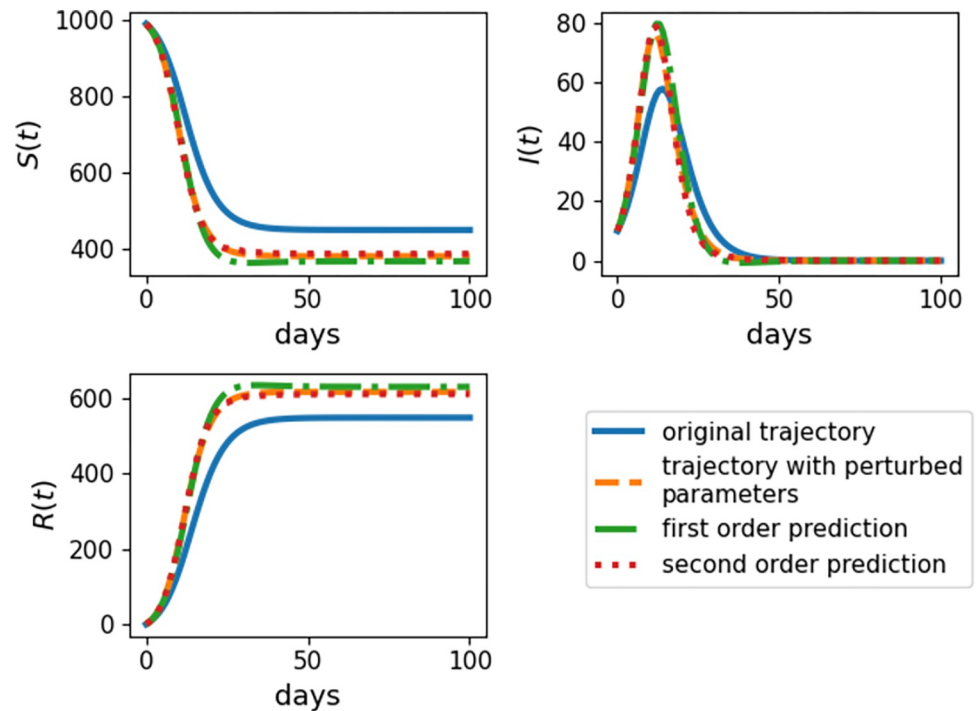 1000
800
600
400
S(t)
0
50
100
days
80
60
40
20
0
I(t)
0
50
100
days
600
400
200
0
R(t)
0
50
100
days
original trajectory
trajectory with perturbed
parameters
first order prediction
second order prediction